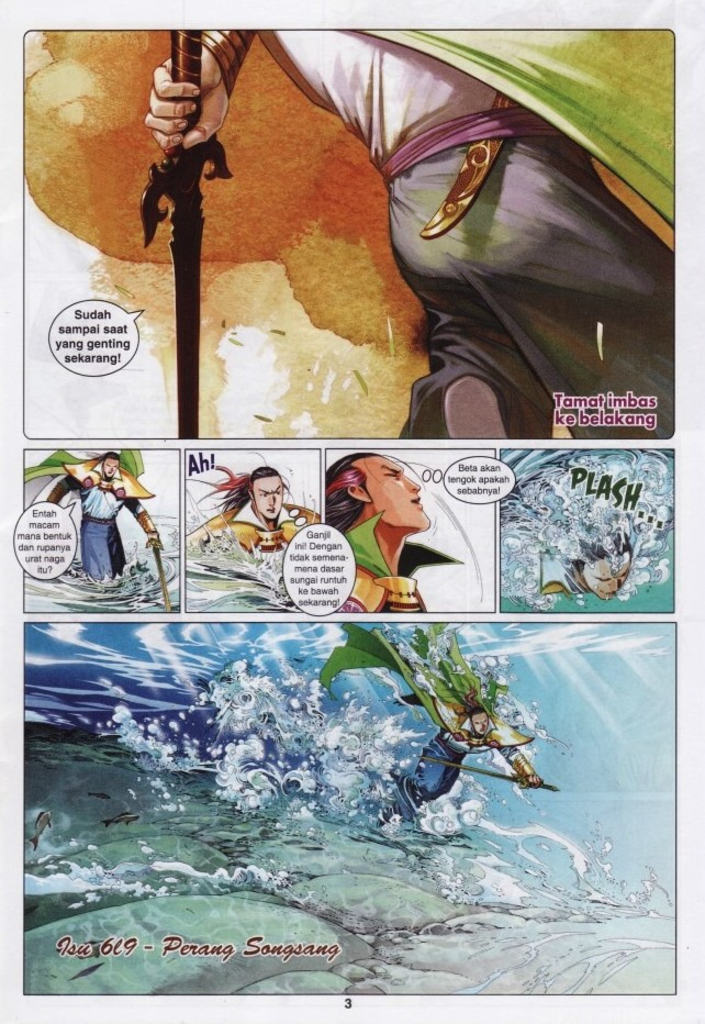 Sudah
sampai saat
yang genting
sekarang!
Tamat imbas
ke belakang
Entah
macam
mana bentuk
dan rupanya
urat naga
itu?
Ah!
Ganjil
ini! Dengan
tidak semena-
mena dasar
sungai runtuh
ke bawah
sekarang!
Beta akan
tengok apakah
sebabnya!
PLASH...
Isu 619 - Perang Songsang
3